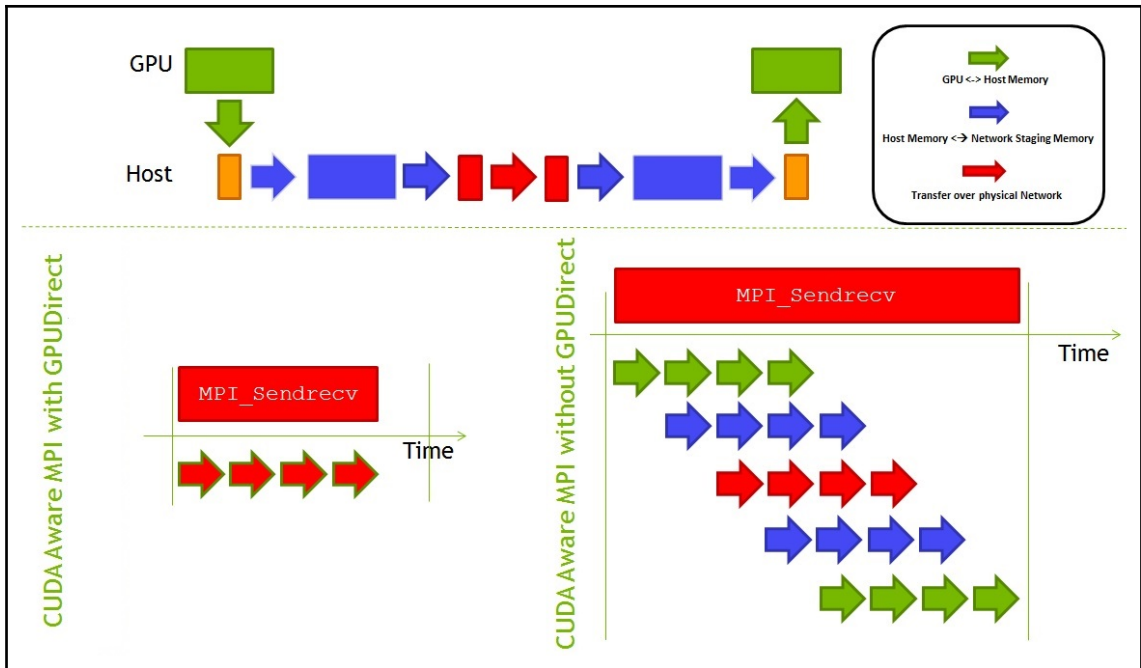 GPU
GPU <-> Host Memory
Host Memory <→ Network Staging Memory
Host
Transfer over physical Network
CUDA Aware MPI with GPUDirect
MPI_Sendrecv
Time
CUDA Aware MPI without GPUDirect
MPI_Sendrecv
Time